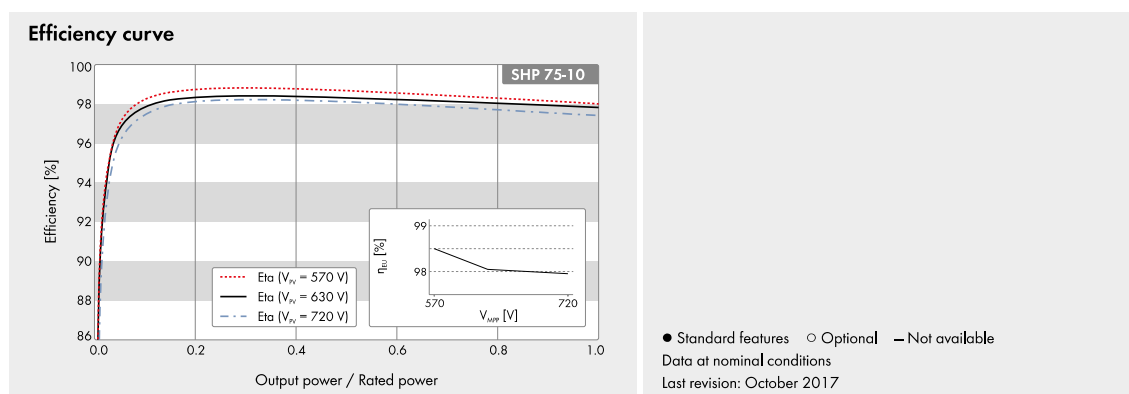 Efficiency curve
SHP 75-10
100
98
96
94
92
90
88
86
Efficiency [%]
0.0 0.2 0.4 0.6 0.8 1.0
Output power / Rated power
Eta (VPV = 570 V)
Eta (VPV = 630 V)
Eta (VPV = 720 V)
99
98
ηEU [%]
570 720
VMPP [V]
● Standard features ○ Optional — Not available
Data at nominal conditions
Last revision: October 2017